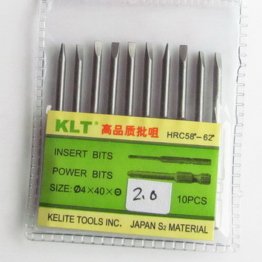 KLT® 高品质批咀 HRC58°-62°
INSERT BITS
POWER BITS
SIZE: Ø4×40×⊖ 2.0 10PCS
KELITE TOOLS INC. JAPAN S2 MATERIAL